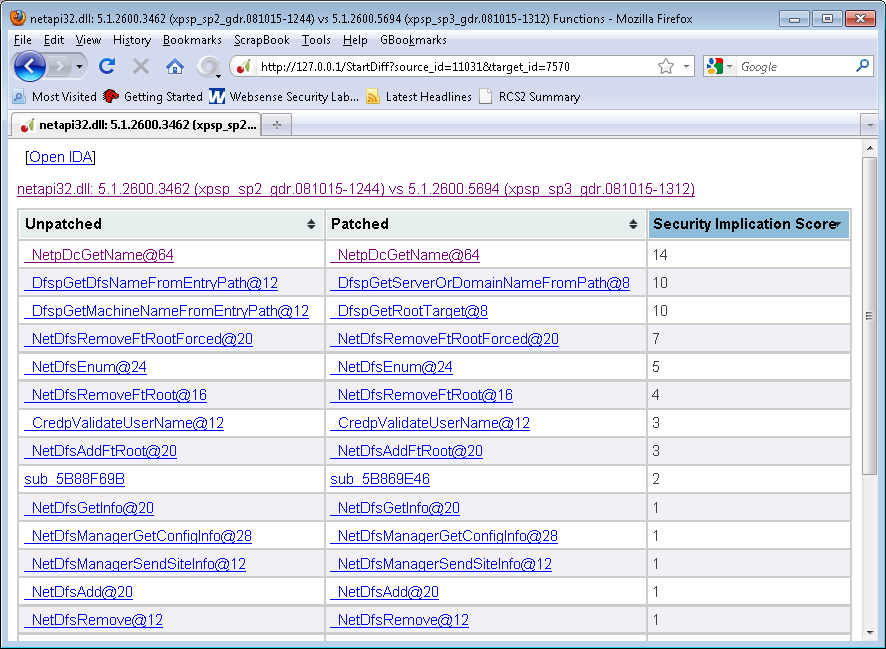 netapi32.dll: 5.1.2600.3462 (xpsp_sp2_gdr.081015-1244) vs 5.1.2600.5694 (xpsp_sp3_gdr.081015-1312) Functions - Mozilla Firefox
File Edit View History Bookmarks ScrapBook Tools Help GBookmarks
http://127.0.0.1/StartDiff?source_id=11031&target_id=7570 Google
Most Visited Getting Started Websense Security Lab... Latest Headlines RCS2 Summary
netapi32.dll: 5.1.2600.3462 (xpsp_sp2...
[Open IDA]
netapi32.dll: 5.1.2600.3462 (xpsp_sp2_gdr.081015-1244) vs 5.1.2600.5694 (xpsp_sp3_gdr.081015-1312)
Unpatched Patched Security Implication Score
_NetpDcGetName@64 _NetpDcGetName@64 14
_DfspGetDfsNameFromEntryPath@12 _DfspGetServerOrDomainNameFromPath@8 10
_DfspGetMachineNameFromEntryPath@12 _DfspGetRootTarget@8 10
_NetDfsRemoveFtRootForced@20 _NetDfsRemoveFtRootForced@20 7
_NetDfsEnum@24 _NetDfsEnum@24 5
_NetDfsRemoveFtRoot@16 _NetDfsRemoveFtRoot@16 4
_CredpValidateUserName@12 _CredpValidateUserName@12 3
_NetDfsAddFtRoot@20 _NetDfsAddFtRoot@20 3
sub_5B88F69B sub_5B869E46 2
_NetDfsGetInfo@20 _NetDfsGetInfo@20 1
_NetDfsManagerGetConfigInfo@28 _NetDfsManagerGetConfigInfo@28 1
_NetDfsManagerSendSiteInfo@12 _NetDfsManagerSendSiteInfo@12 1
_NetDfsAdd@20 _NetDfsAdd@20 1
_NetDfsRemove@12 _NetDfsRemove@12 1